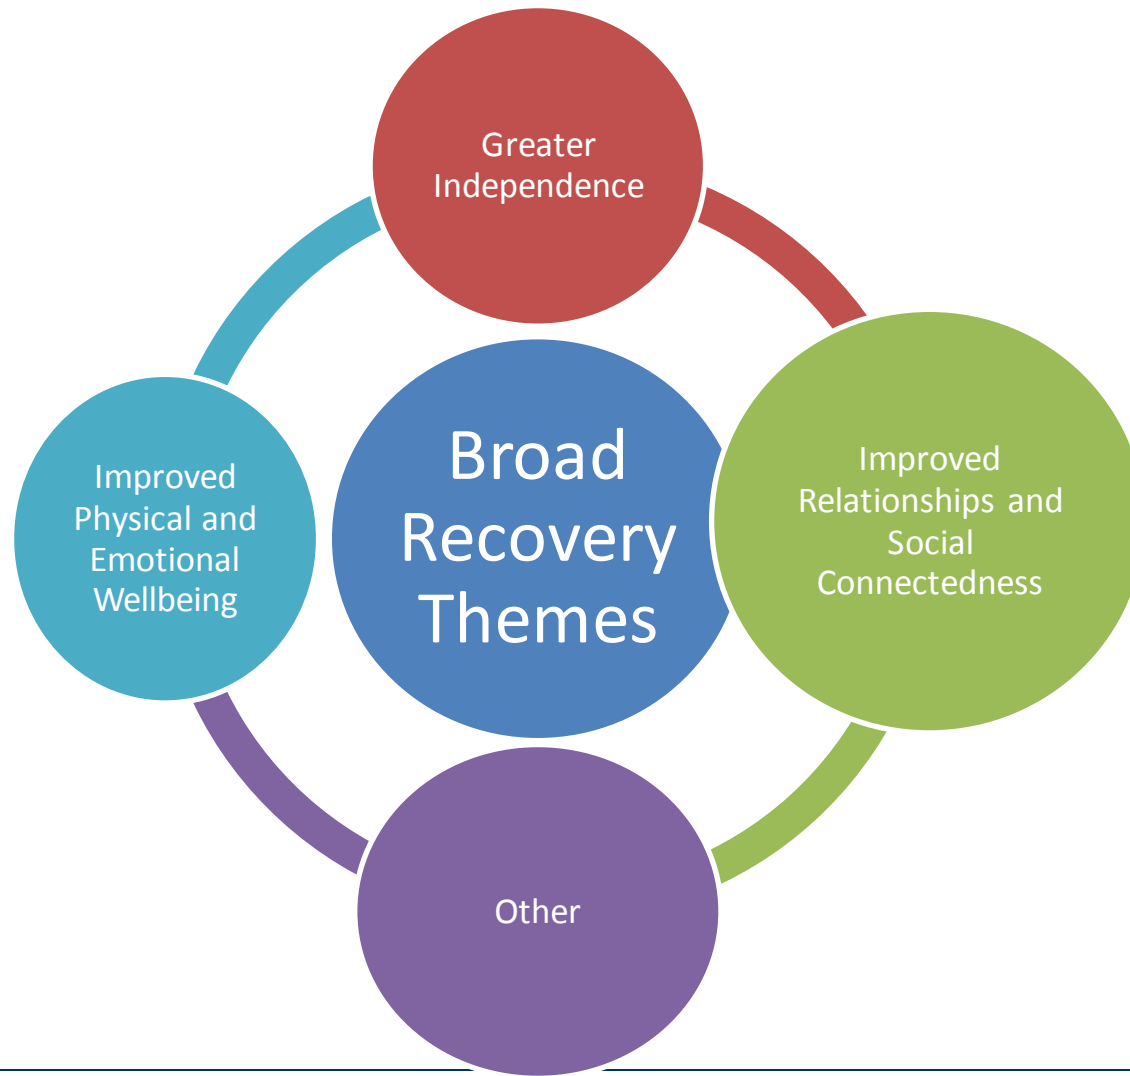 Greater
Independence
Broad
Recovery
Themes
Improved
Relationships and
Social
Connectedness
Improved
Physical and
Emotional
Wellbeing
Other